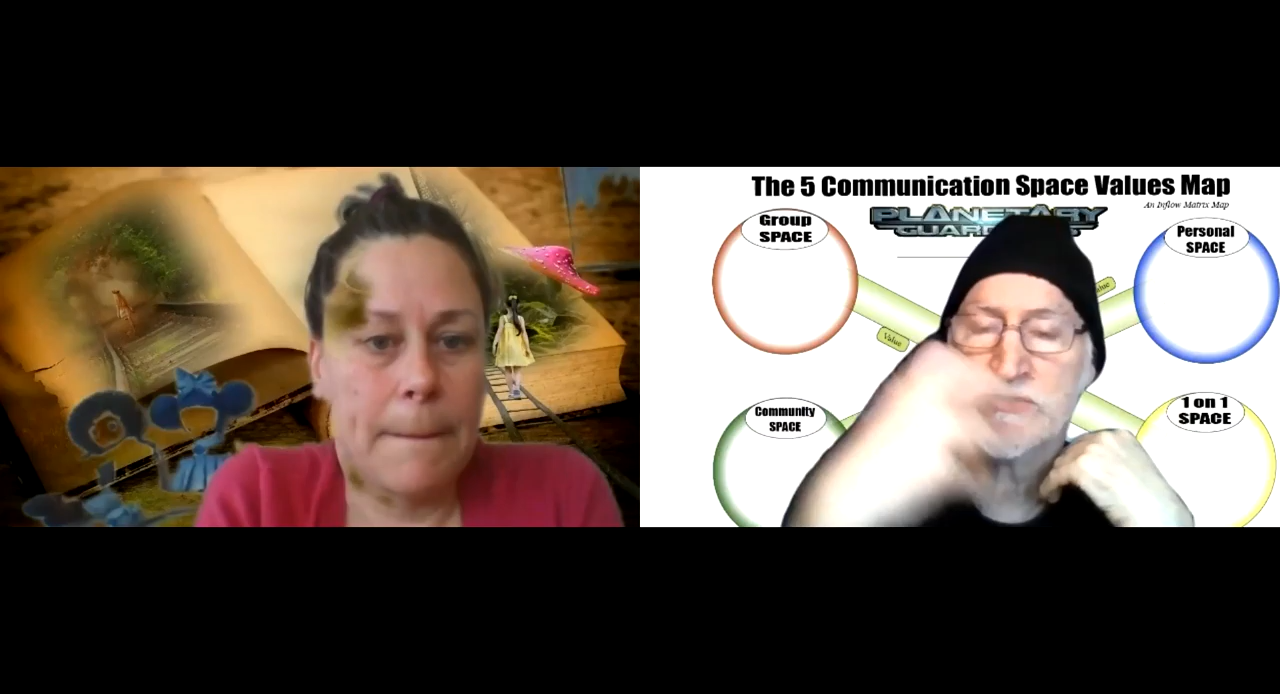 The 5 Communication Space Values Map
An Inflow Matrix Map
PLANETARY
Group
SPACE
Personal
SPACE
Value
Community
SPACE
1 on 1
SPACE